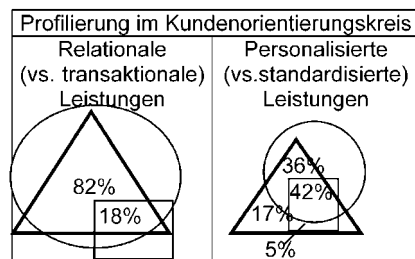 Profilierung im Kundenorientierungskreis
Relationale
(vs. transaktionale)
Leistungen
82%
18%
Personalisierte
(vs.standardisierte)
Leistungen
36%
42%
17%
5%